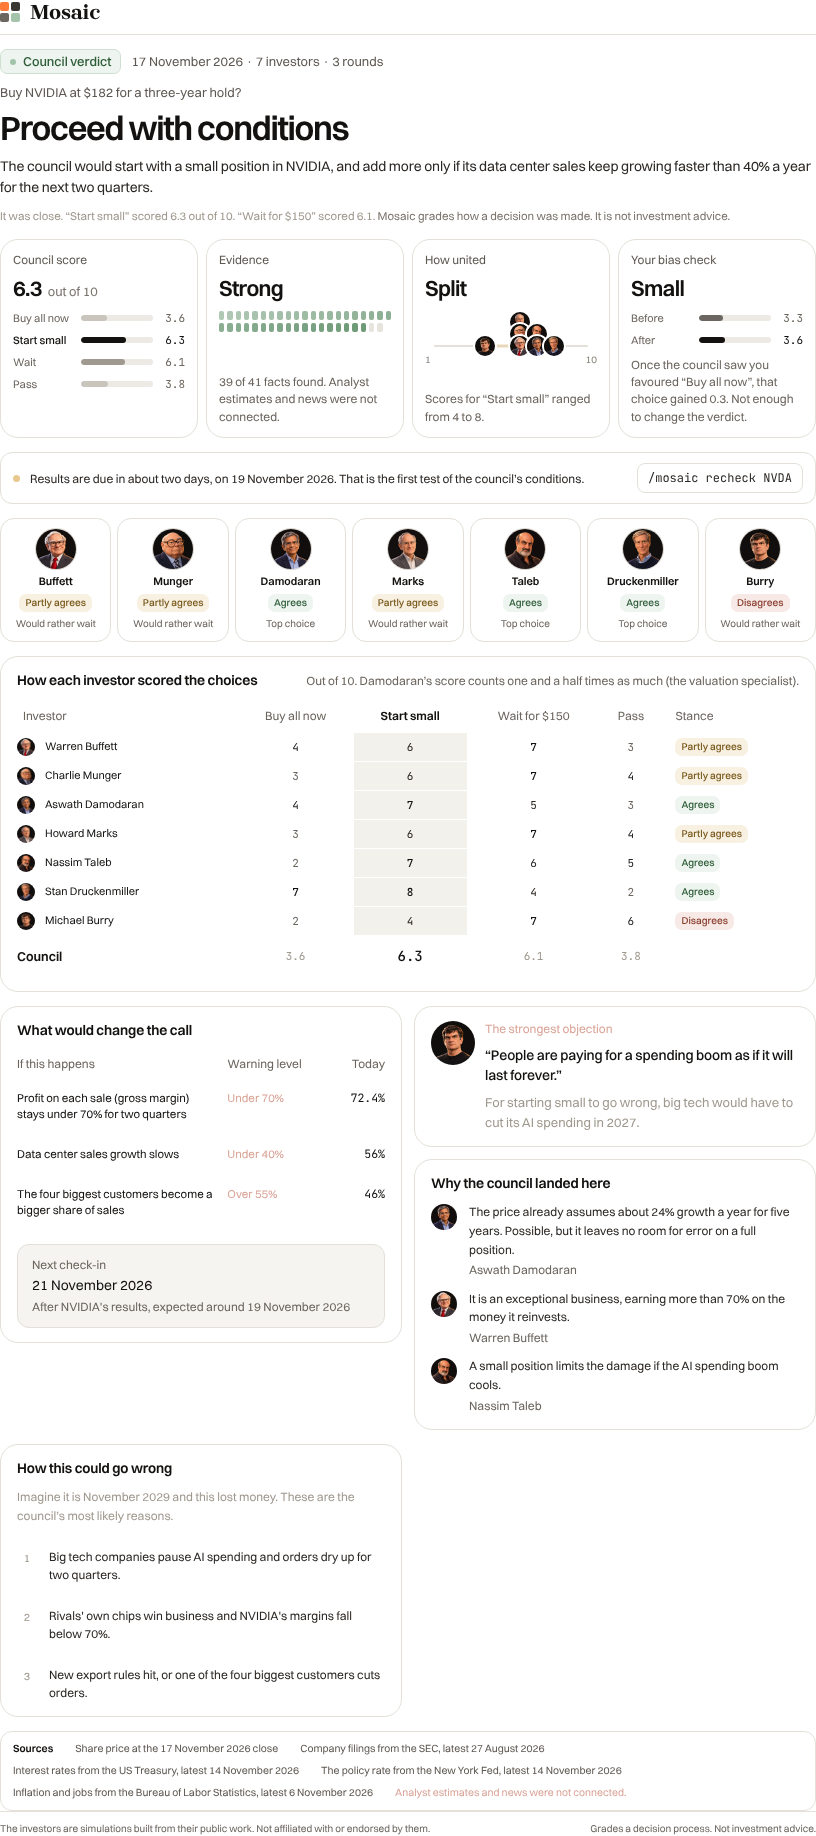 Mosaic
Council verdict
17 November 2026 · 7 investors · 3 rounds
Buy NVIDIA at $182 for a three-year hold?
Proceed with conditions
The council would start with a small position in NVIDIA, and add more only if its data center sales keep growing faster than 40% a year
for the next two quarters.
It was close. “Start small” scored 6.3 out of 10. “Wait for $150” scored 6.1. Mosaic grades how a decision was made. It is not investment advice.
Council score
6.3 out of 10
Buy all now 3.6
Start small 6.3
Wait 6.1
Pass 3.8
Evidence
Strong
39 of 41 facts found. Analyst
estimates and news were not
connected.
How united
Split
1 10
Scores for “Start small” ranged
from 4 to 8.
Your bias check
Small
Before 3.3
After 3.6
Once the council saw you
favoured “Buy all now”, that
choice gained 0.3. Not enough
to change the verdict.
Results are due in about two days, on 19 November 2026. That is the first test of the council’s conditions.
/mosaic recheck NVDA
Buffett
Partly agrees
Would rather wait
Munger
Partly agrees
Would rather wait
Damodaran
Agrees
Top choice
Marks
Partly agrees
Would rather wait
Taleb
Agrees
Top choice
Druckenmiller
Agrees
Top choice
Burry
Disagrees
Would rather wait
How each investor scored the choices
Out of 10. Damodaran’s score counts one and a half times as much (the valuation specialist).
Investor Buy all now Start small Wait for $150 Pass Stance
Warren Buffett 4 6 7 3 Partly agrees
Charlie Munger 3 6 7 4 Partly agrees
Aswath Damodaran 4 7 5 3 Agrees
Howard Marks 3 6 7 4 Partly agrees
Nassim Taleb 2 7 6 5 Agrees
Stan Druckenmiller 7 8 4 2 Agrees
Michael Burry 2 4 7 6 Disagrees
Council 3.6 6.3 6.1 3.8
What would change the call
If this happens Warning level Today
Profit on each sale (gross margin)
stays under 70% for two quarters
Under 70% 72.4%
Data center sales growth slows Under 40% 56%
The four biggest customers become a
bigger share of sales
Over 55% 46%
Next check-in
21 November 2026
After NVIDIA’s results, expected around 19 November 2026
The strongest objection
“People are paying for a spending boom as if it will
last forever.”
For starting small to go wrong, big tech would have to
cut its AI spending in 2027.
Why the council landed here
The price already assumes about 24% growth a year for five
years. Possible, but it leaves no room for error on a full
position.
Aswath Damodaran
It is an exceptional business, earning more than 70% on the
money it reinvests.
Warren Buffett
A small position limits the damage if the AI spending boom
cools.
Nassim Taleb
How this could go wrong
Imagine it is November 2029 and this lost money. These are the
council’s most likely reasons.
1 Big tech companies pause AI spending and orders dry up for
two quarters.
2 Rivals’ own chips win business and NVIDIA’s margins fall
below 70%.
3 New export rules hit, or one of the four biggest customers cuts
orders.
Sources Share price at the 17 November 2026 close Company filings from the SEC, latest 27 August 2026
Interest rates from the US Treasury, latest 14 November 2026 The policy rate from the New York Fed, latest 14 November 2026
Inflation and jobs from the Bureau of Labor Statistics, latest 6 November 2026 Analyst estimates and news were not connected.
The investors are simulations built from their public work. Not affiliated with or endorsed by them.
Grades a decision process. Not investment advice.